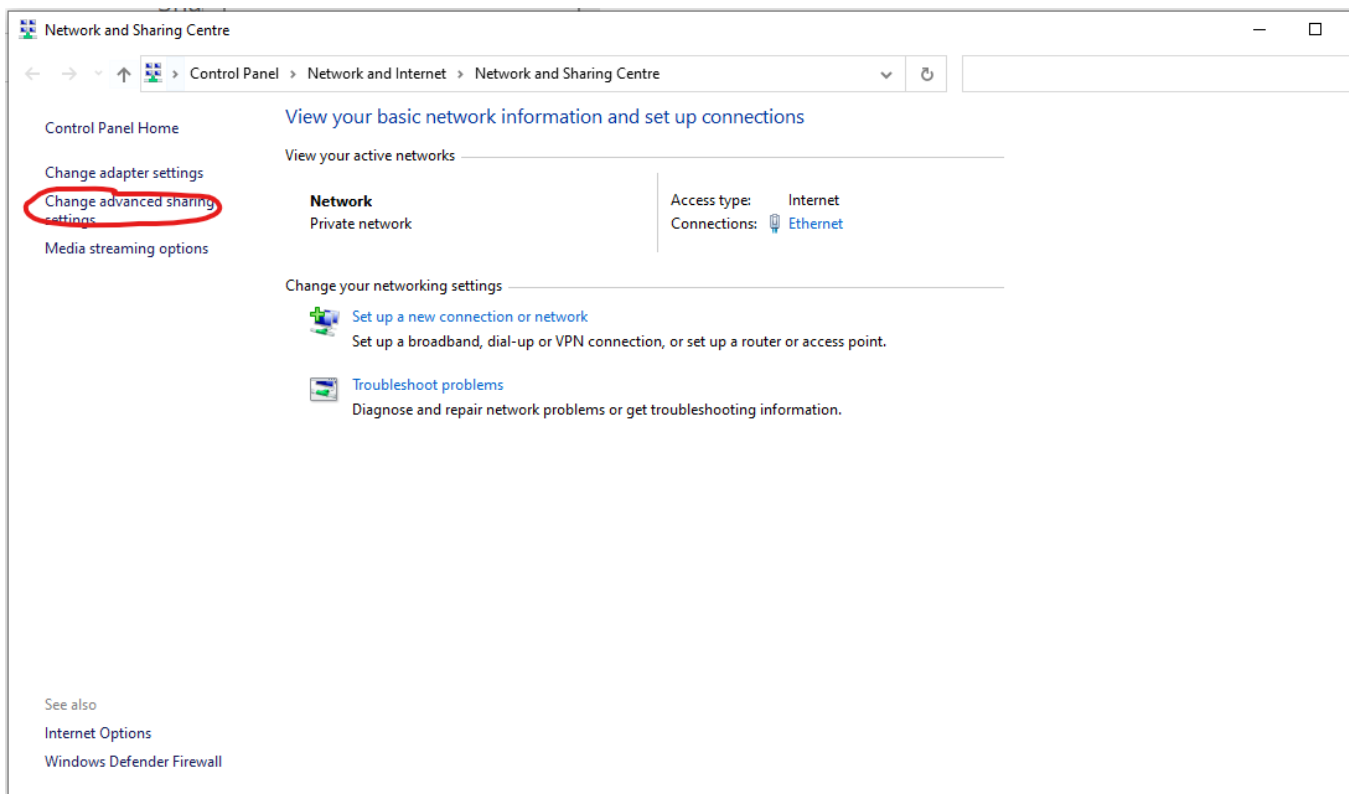 Network and Sharing Centre
Control Panel > Network and Internet > Network and Sharing Centre
Control Panel Home
Change adapter settings
Change advanced sharing
settings
Media streaming options
View your basic network information and set up connections
View your active networks
Network
Private network
Access type: Internet
Connections: Ethernet
Change your networking settings
Set up a new connection or network
Set up a broadband, dial-up or VPN connection, or set up a router or access point.
Troubleshoot problems
Diagnose and repair network problems or get troubleshooting information.
See also
Internet Options
Windows Defender Firewall